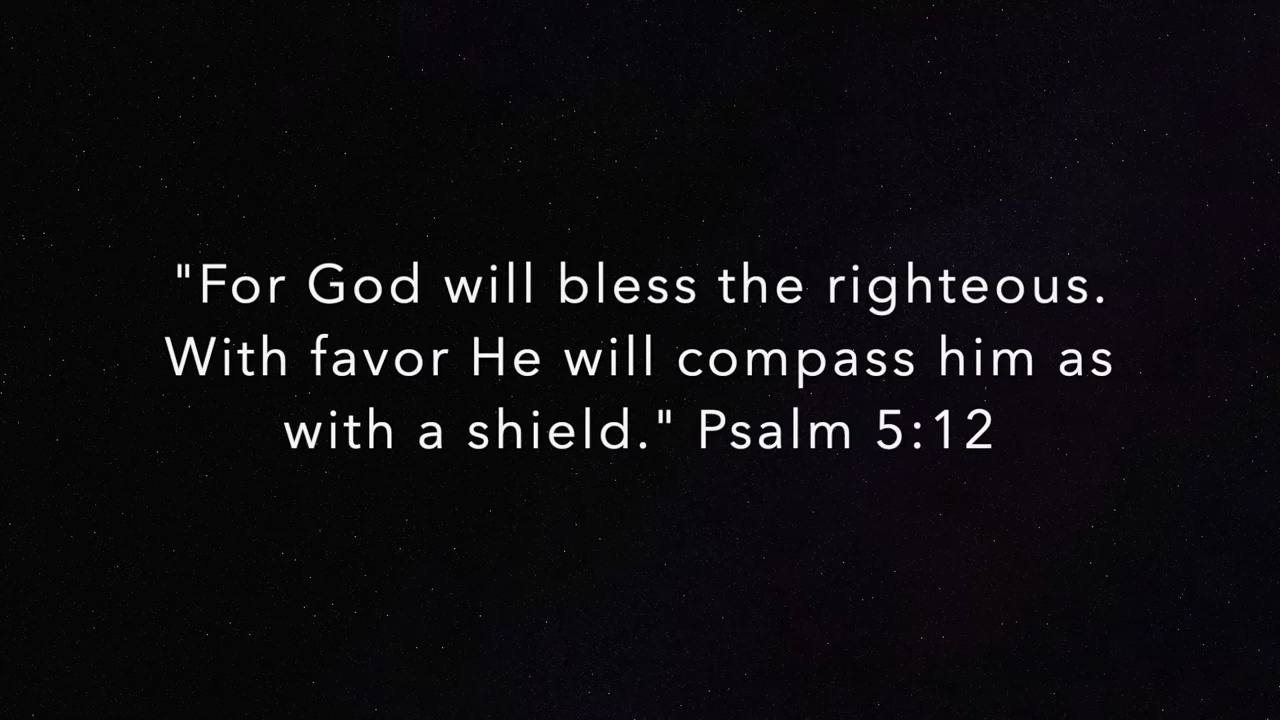 "For God will bless the righteous.
With favor He will compass him as
with a shield." Psalm 5:12